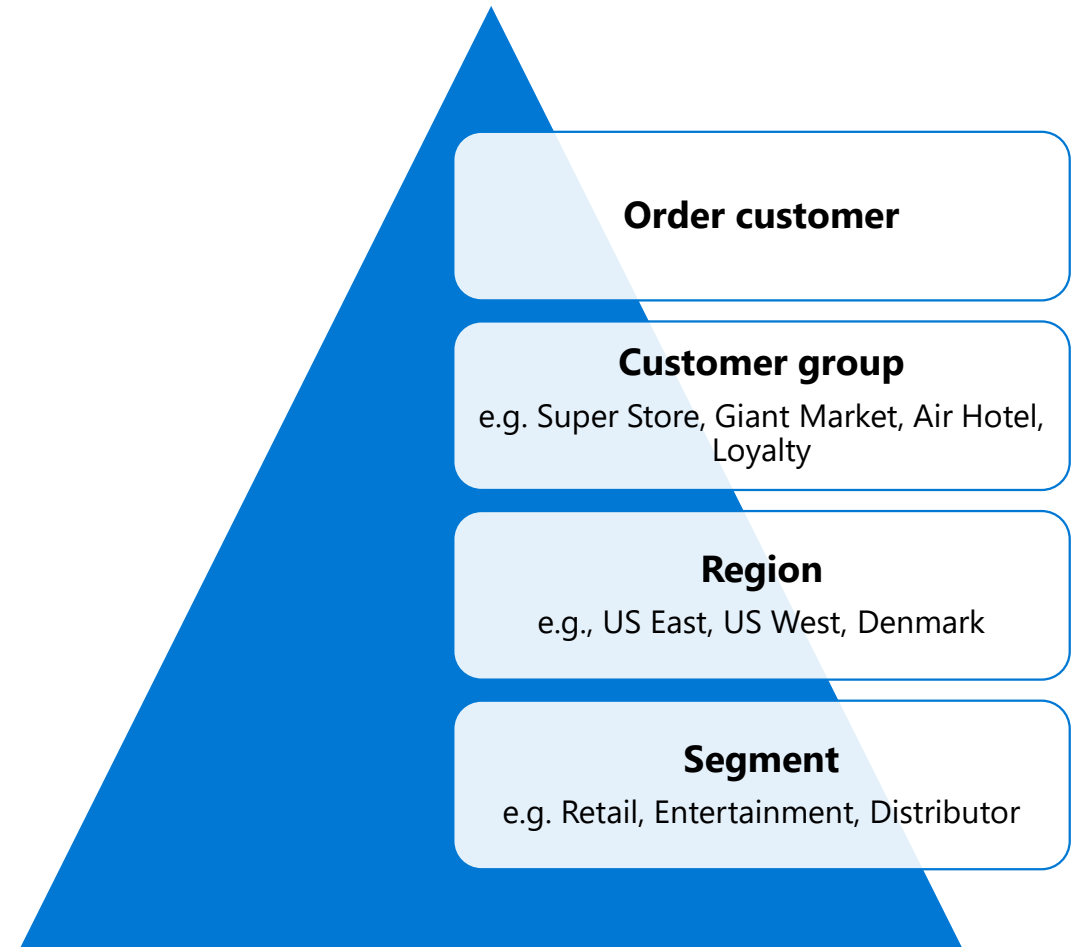 Order customer
Customer group
e.g. Super Store, Giant Market, Air Hotel,
Loyalty
Region
e.g., US East, US West, Denmark
Segment
e.g. Retail, Entertainment, Distributor